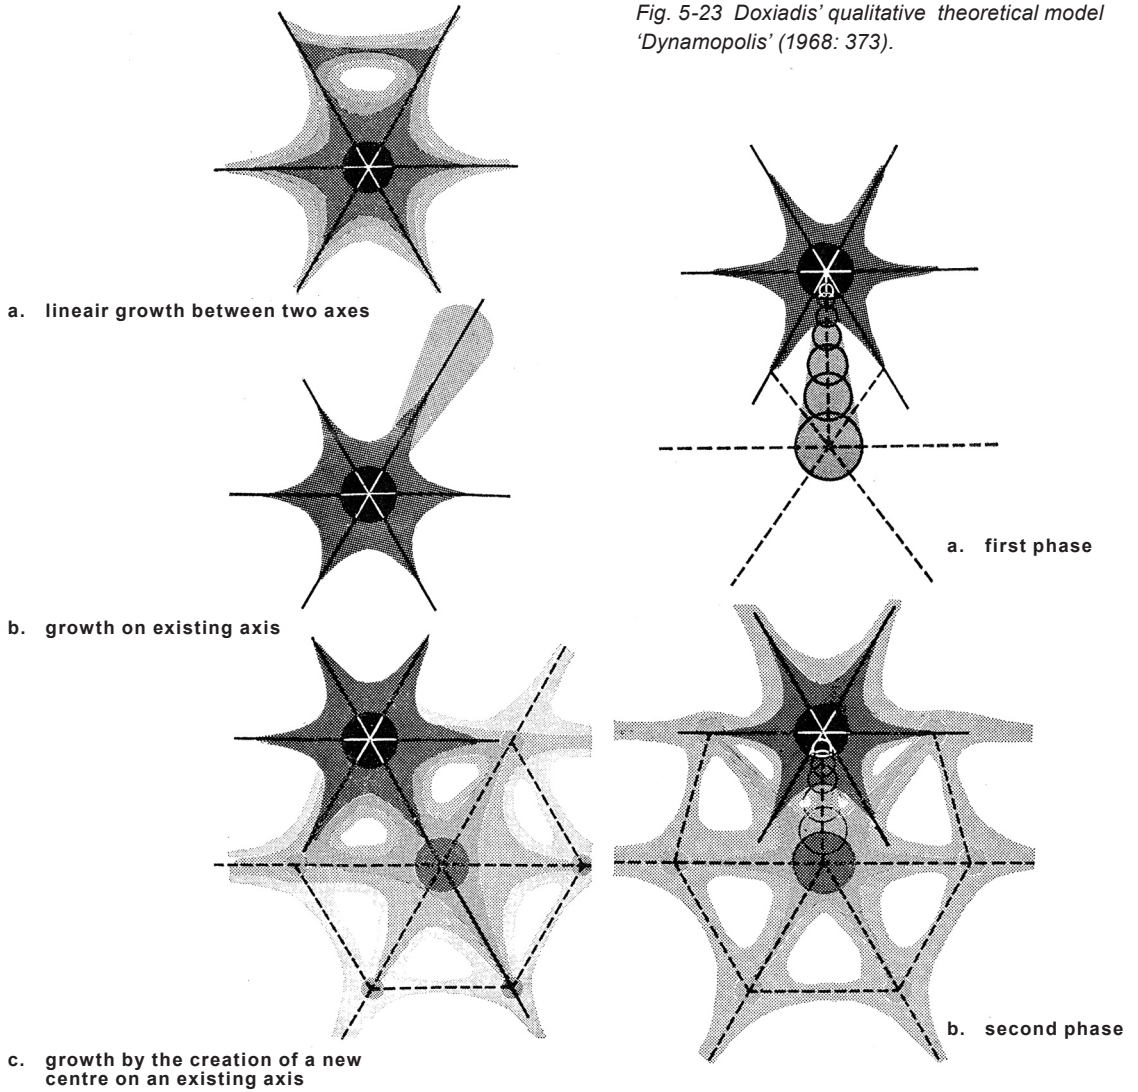 Fig. 5-23 Doxiadis' qualitative theoretical model
'Dynamopolis' (1968: 373).
a. lineair growth between two axes
b. growth on existing axis
c. growth by the creation of a new
centre on an existing axis
a. first phase
b. second phase